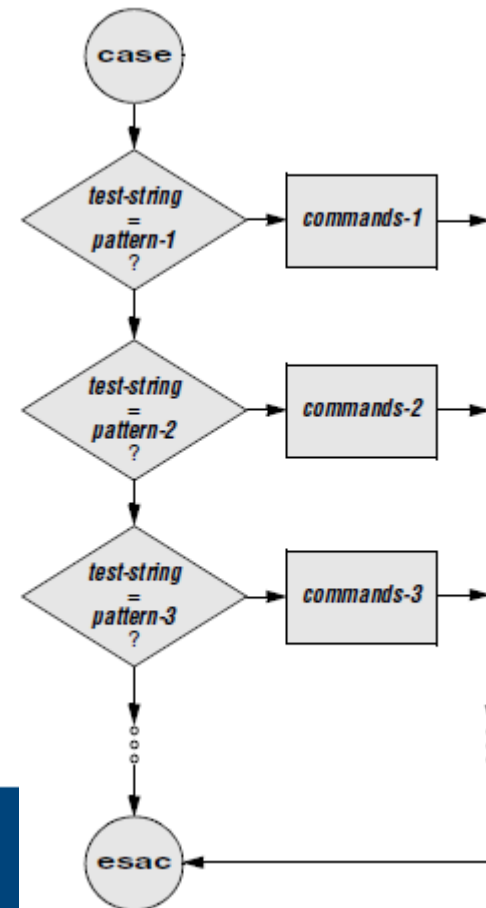 case
test-string
=
pattern-1
?
commands-1
test-string
=
pattern-2
?
commands-2
test-string
=
pattern-3
?
commands-3
esac